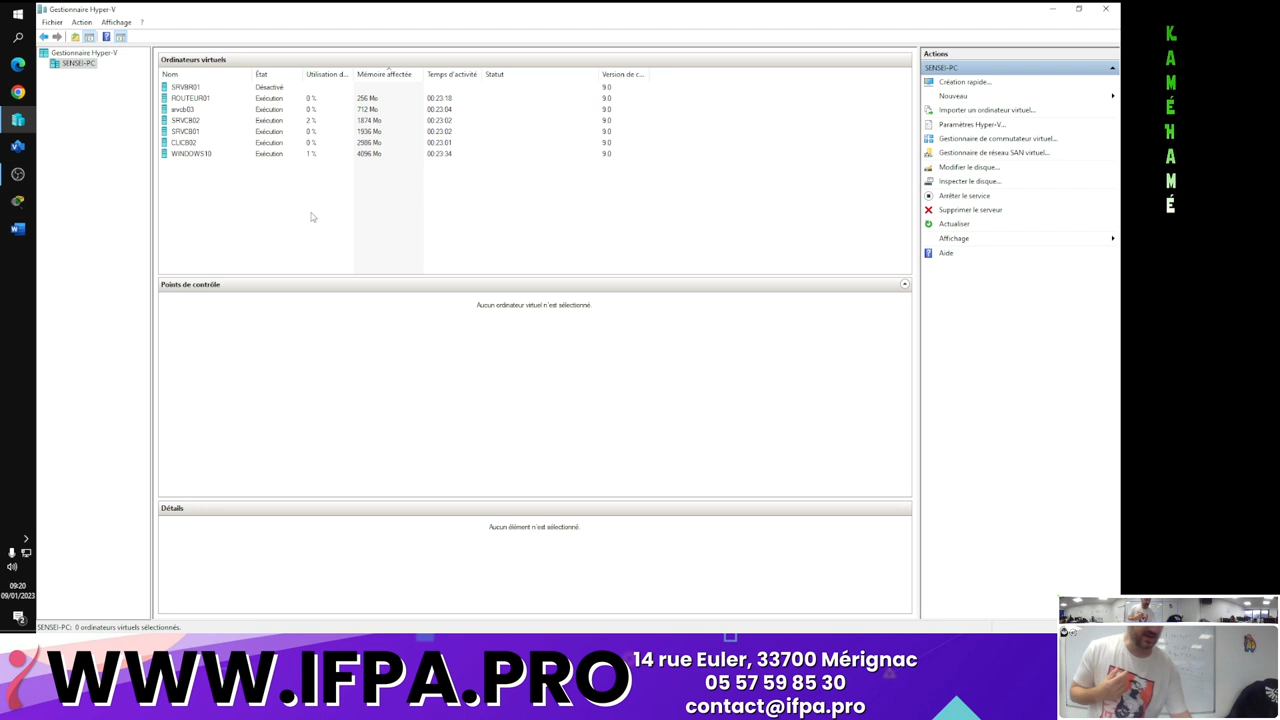 Gestionnaire Hyper-V
Fichier Action Affichage ?
Gestionnaire Hyper-V
SENSEI-PC
Ordinateurs virtuels
Nom État Utilisation d... Mémoire affectée Temps d'activité Statut Version de c...
SRVBR01 Désactivé 9.0
ROUTEUR01 Exécution 0 % 256 Mo 00:23:18 9.0
srvcb03 Exécution 0 % 712 Mo 00:23:04 9.0
SRVCB02 Exécution 2 % 1874 Mo 00:23:02 9.0
SRVCB01 Exécution 0 % 1936 Mo 00:23:02 9.0
CLICB02 Exécution 0 % 2986 Mo 00:23:01 9.0
WINDOWS10 Exécution 1 % 4096 Mo 00:23:34 9.0
Points de contrôle
Aucun ordinateur virtuel n'est sélectionné.
Détails
Aucun élément n'est sélectionné.
SENSEI-PC: 0 ordinateurs virtuels sélectionnés.
Actions
SENSEI-PC
Création rapide...
Nouveau
Importer un ordinateur virtuel...
Paramètres Hyper-V...
Gestionnaire de commutateur virtuel...
Gestionnaire de réseau SAN virtuel...
Modifier le disque...
Inspecter le disque...
Arrêter le service
Supprimer le serveur
Actualiser
Affichage
Aide
09:20
09/01/2023
2
K
A
M
É
H
A
M
É
WWW.IFPA.PRO
14 rue Euler, 33700 Mérignac
05 57 59 85 30
contact@ifpa.pro